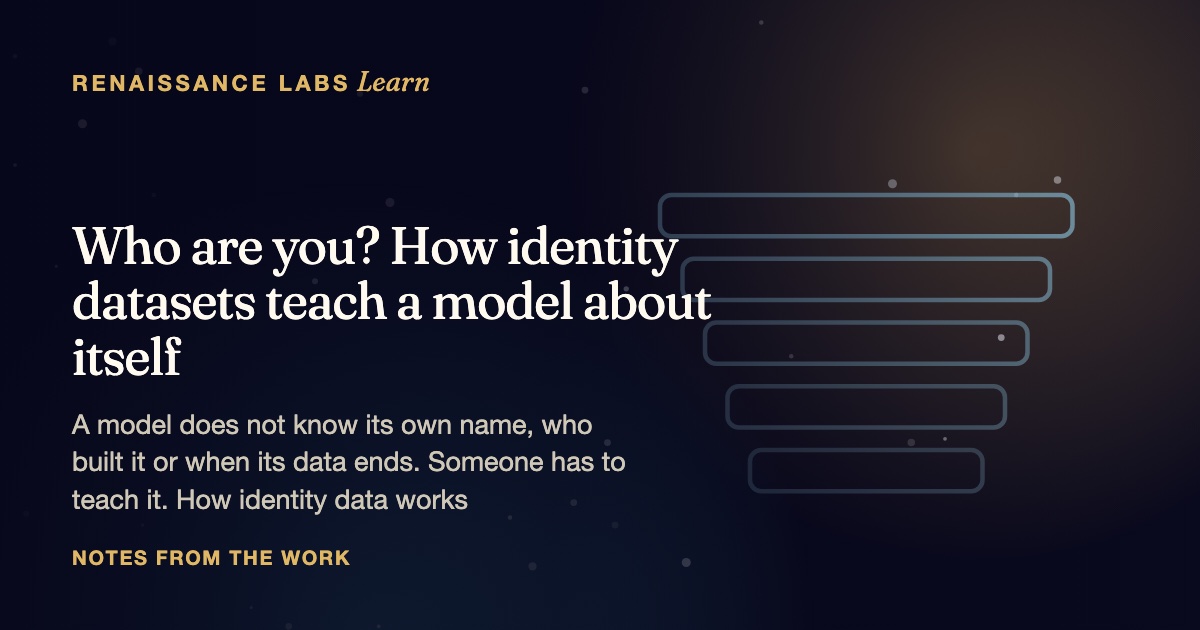 RENAISSANCE LABS Learn
Who are you? How identity
datasets teach a model about
itself
A model does not know its own name, who
built it or when its data ends. Someone has to
teach it. How identity data works
NOTES FROM THE WORK